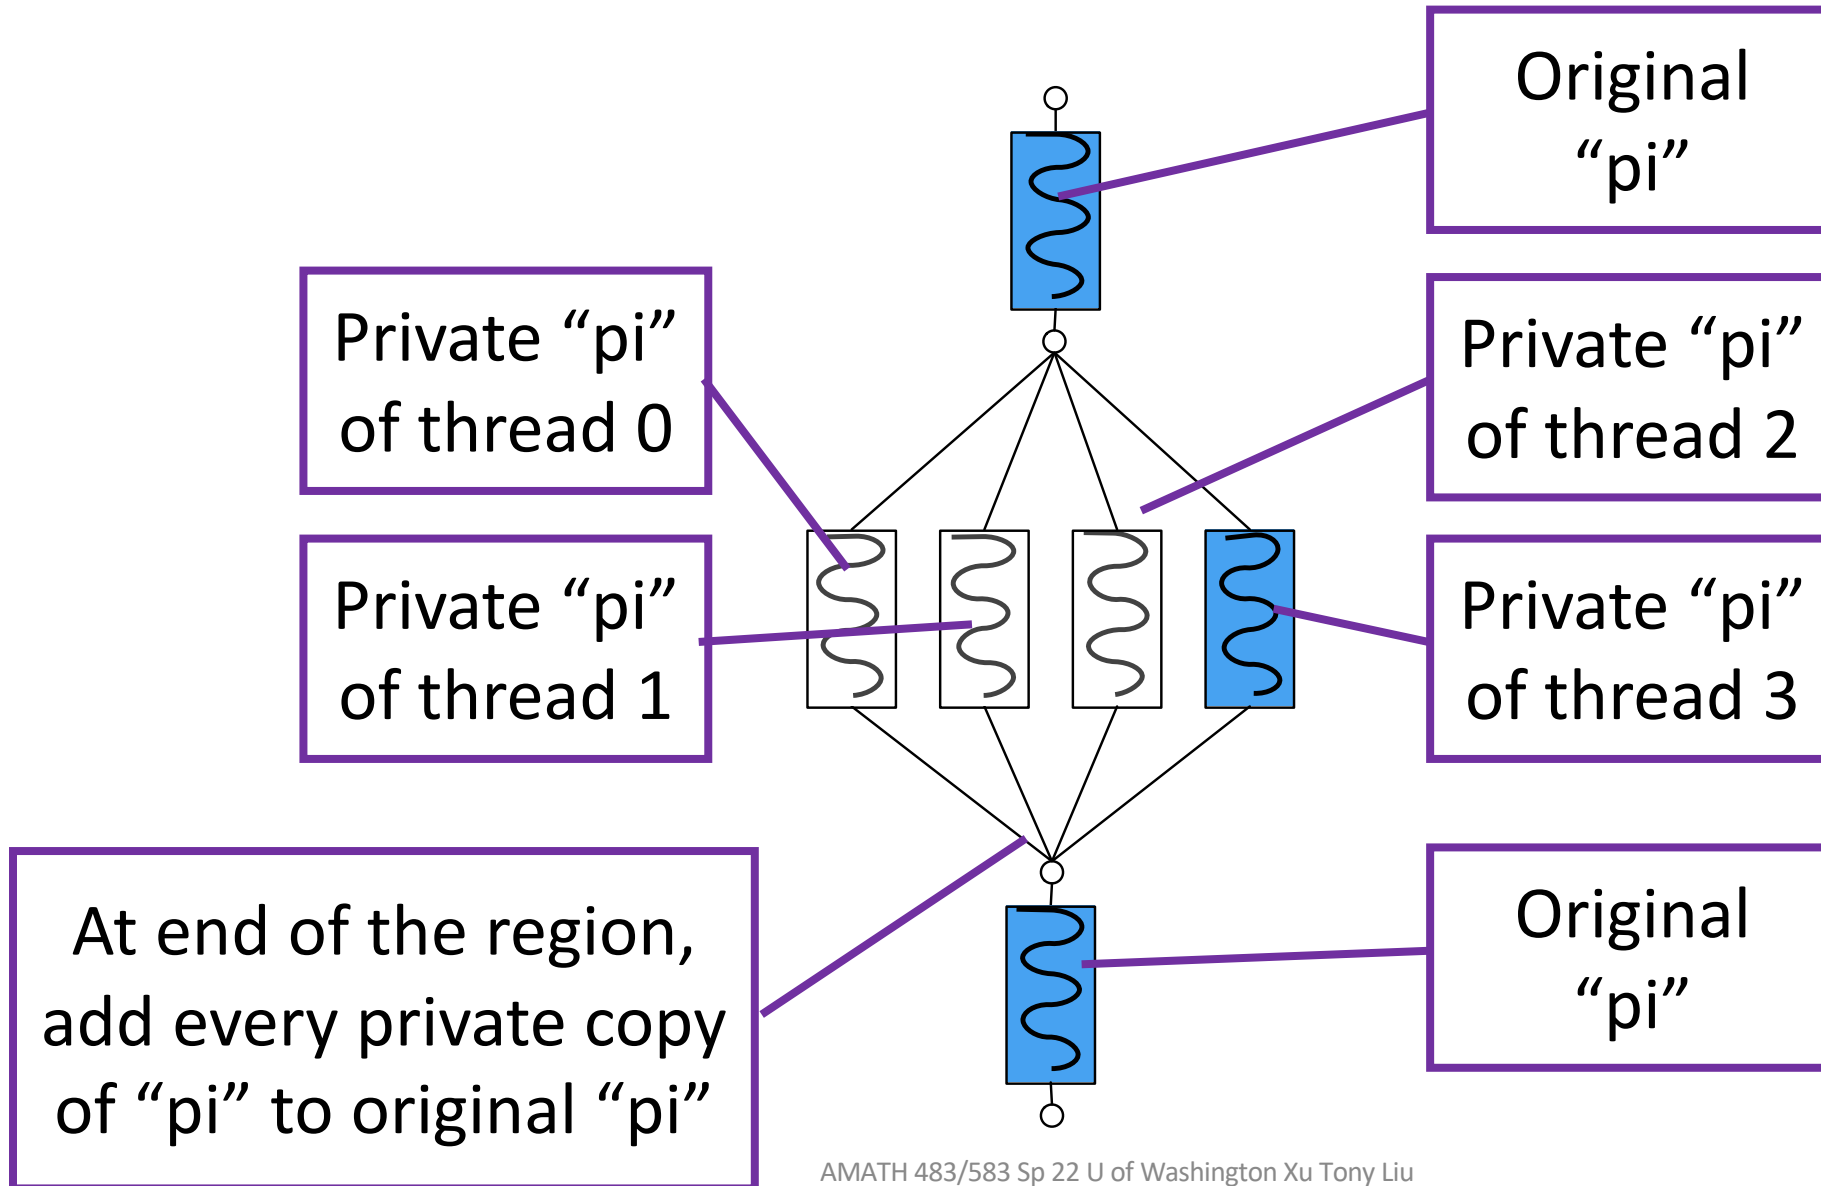 Original
“pi”
Private “pi”
of thread 0
Private “pi”
of thread 2
Private “pi”
of thread 1
Private “pi”
of thread 3
At end of the region,
add every private copy
of “pi” to original “pi”
Original
“pi”
AMATH 483/583 Sp 22 U of Washington Xu Tony Liu